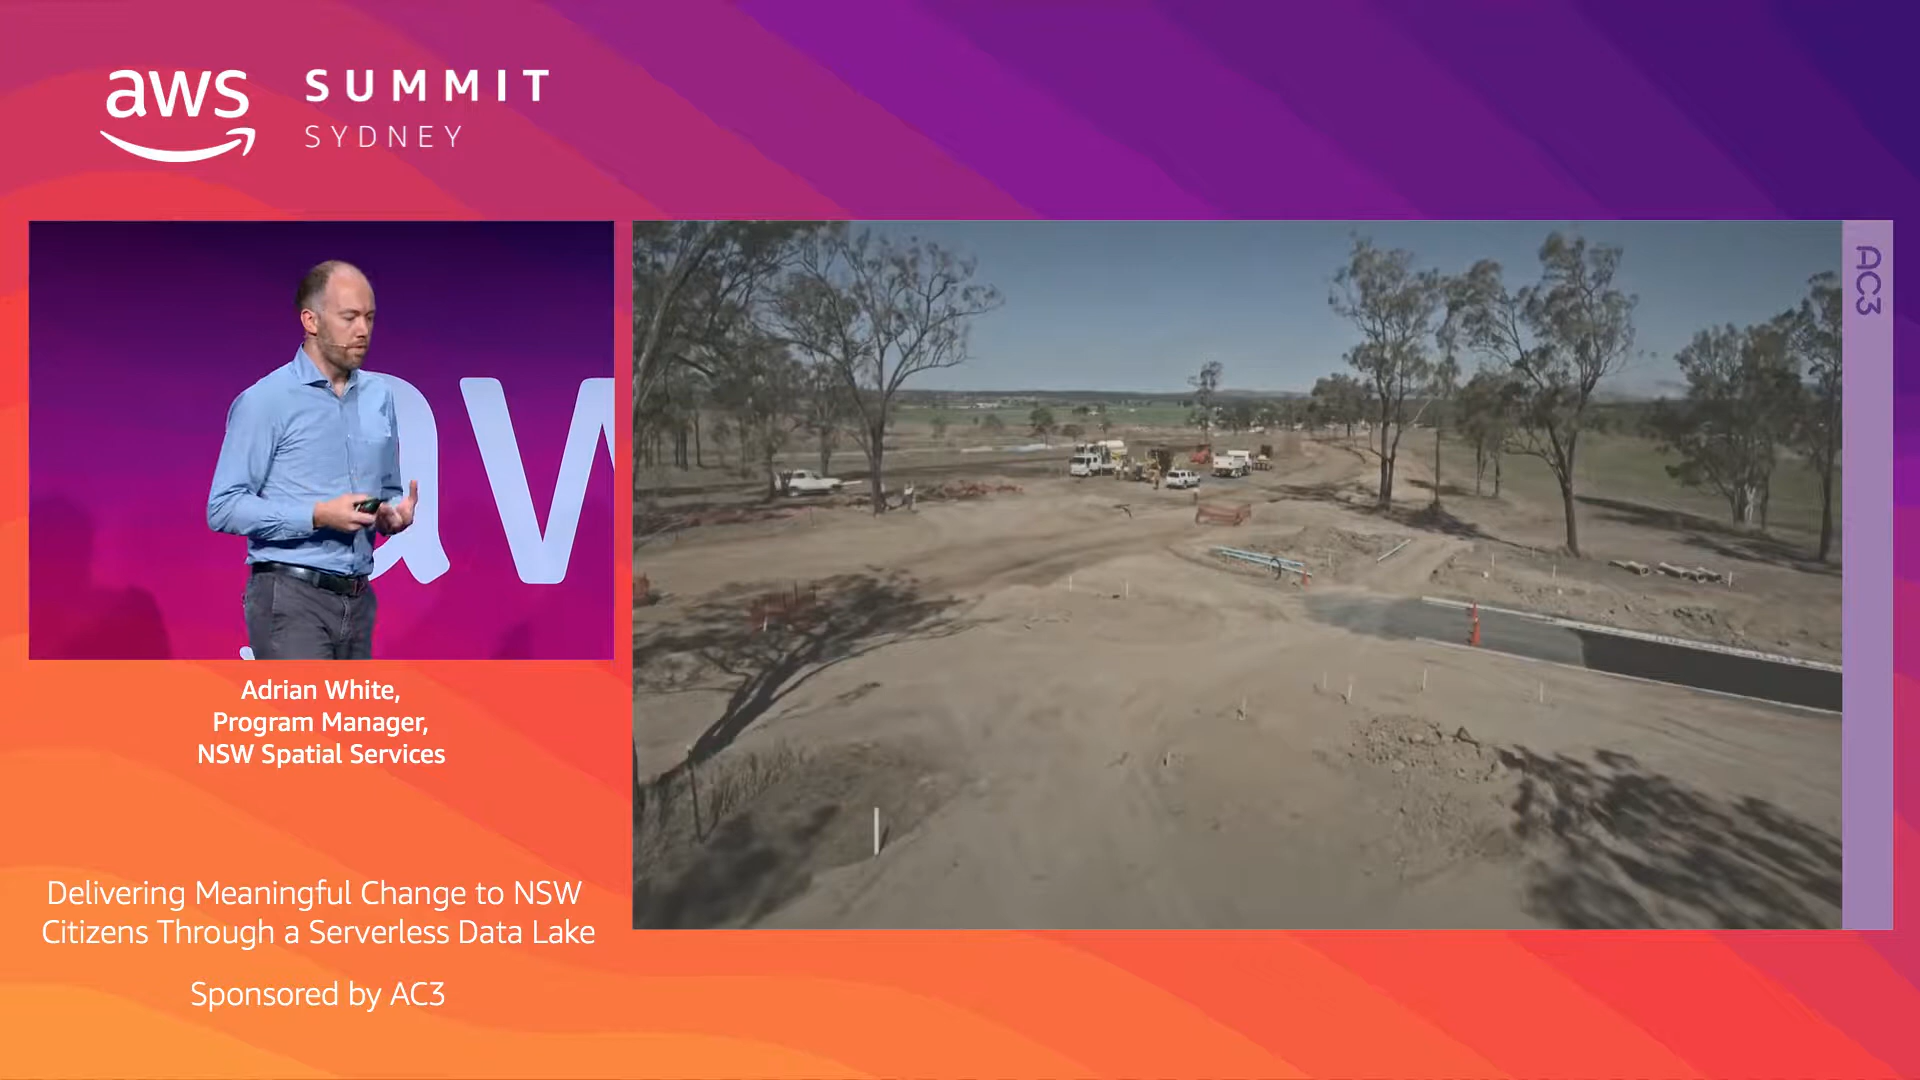 aws
SUMMIT
SYDNEY
aw
AC3
Adrian White,
Program Manager,
NSW Spatial Services
Delivering Meaningful Change to NSW
Citizens Through a Serverless Data Lake
Sponsored by AC3